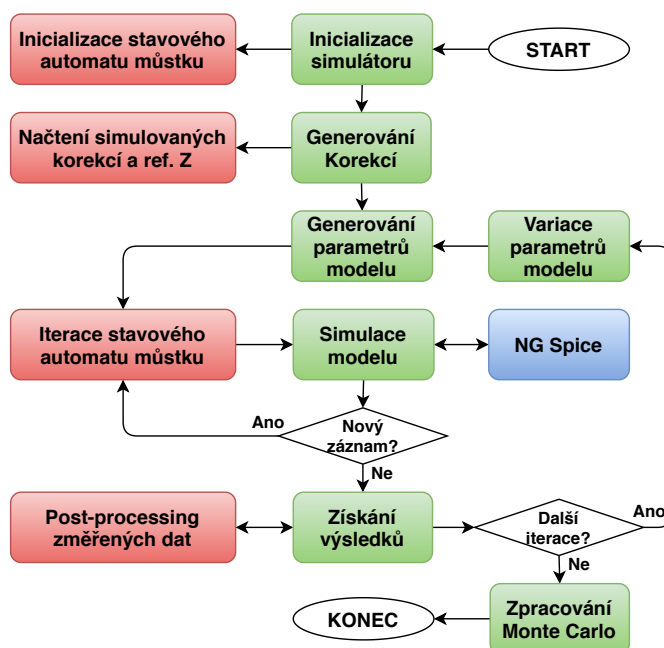 Inicializace stavového
automatu můstku
Inicializace
simulátoru
START
Načtení simulovaných
korekcí a ref. Z
Generování
Korekcí
Generování
parametrů
modelu
Variace
parametrů
modelu
Iterace stavového
automatu můstku
Simulace
modelu
NG Spice
Ano
Nový
záznam?
Ne
Post-processing
změřených dat
Získání
výsledků
Další
iterace?
Ano
Ne
KONEC
Zpracování
Monte Carlo